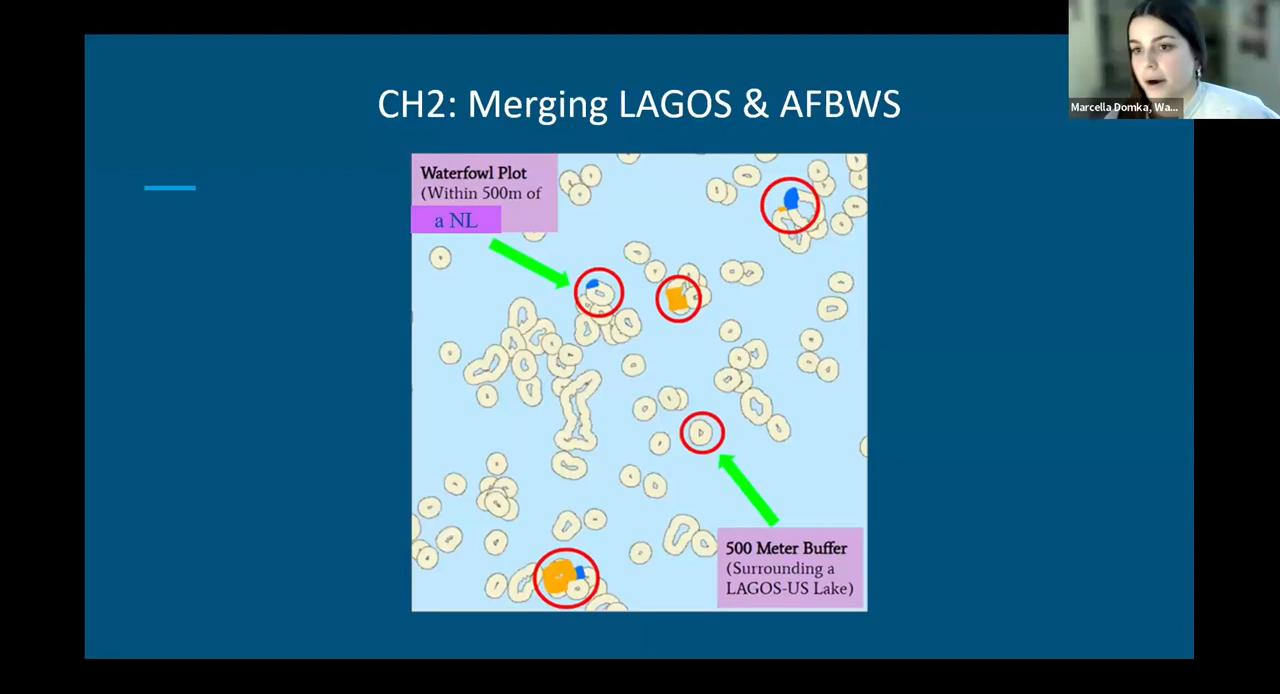 Marcella Domka, Wa...
CH2: Merging LAGOS & AFBWS
Waterfowl Plot
(Within 500m of
a NL
500 Meter Buffer
(Surrounding a
LAGOS-US Lake)